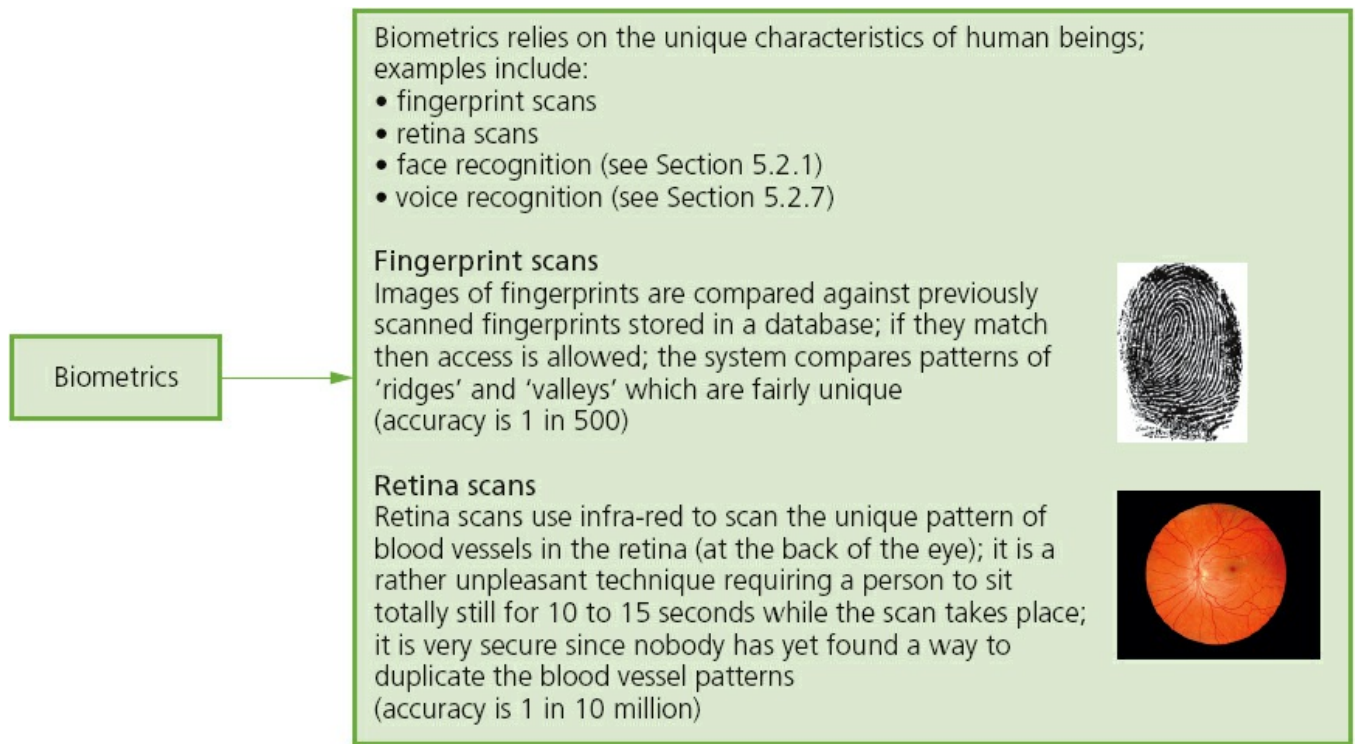 Biometrics
Biometrics relies on the unique characteristics of human beings;
examples include:
• fingerprint scans
• retina scans
• face recognition (see Section 5.2.1)
• voice recognition (see Section 5.2.7)
Fingerprint scans
Images of fingerprints are compared against previously
scanned fingerprints stored in a database; if they match
then access is allowed; the system compares patterns of
‘ridges’ and ‘valleys’ which are fairly unique
(accuracy is 1 in 500)
Retina scans
Retina scans use infra-red to scan the unique pattern of
blood vessels in the retina (at the back of the eye); it is a
rather unpleasant technique requiring a person to sit
totally still for 10 to 15 seconds while the scan takes place;
it is very secure since nobody has yet found a way to
duplicate the blood vessel patterns
(accuracy is 1 in 10 million)